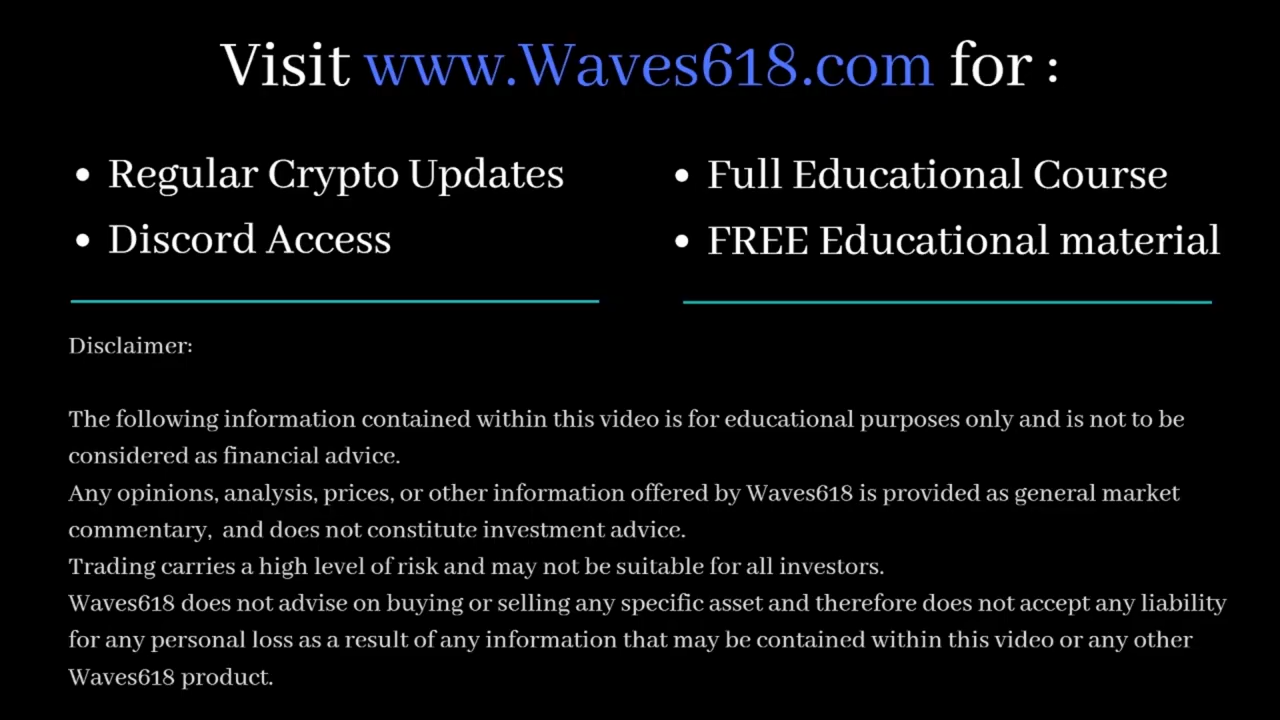 Visit www.Waves618.com for :
• Regular Crypto Updates
• Discord Access
• Full Educational Course
• FREE Educational material
Disclaimer:
The following information contained within this video is for educational purposes only and is not to be
considered as financial advice.
Any opinions, analysis, prices, or other information offered by Waves618 is provided as general market
commentary,  and does not constitute investment advice.
Trading carries a high level of risk and may not be suitable for all investors.
Waves618 does not advise on buying or selling any specific asset and therefore does not accept any liability
for any personal loss as a result of any information that may be contained within this video or any other
Waves618 product.